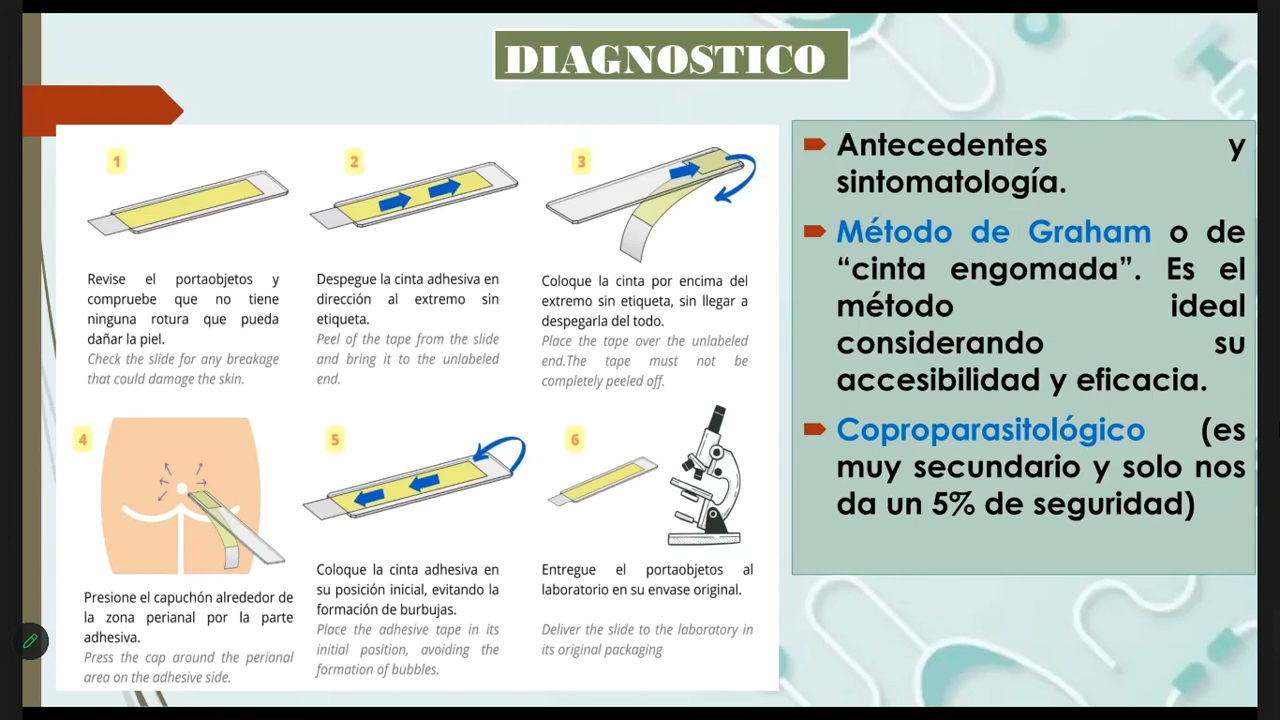 DIAGNOSTICO
1
Revise el portaobjetos y
compruebe que no tiene
ninguna rotura que pueda
dañar la piel.
Check the slide for any breakage
that could damage the skin.
2
Despegue la cinta adhesiva en
dirección al extremo sin
etiqueta.
Peel of the tape from the slide
and bring it to the unlabeled
end.
3
Coloque la cinta por encima del
extremo sin etiqueta, sin llegar a
despegarla del todo.
Place the tape over the unlabeled
end.The tape must not be
completely peeled off.
4
Presione el capuchón alrededor de
la zona perianal por la parte
adhesiva.
Press the cap around the perianal
area on the adhesive side.
5
Coloque la cinta adhesiva en
su posición inicial, evitando la
formación de burbujas.
Place the adhesive tape in its
initial position, avoiding the
formation of bubbles.
6
Entregue el portaobjetos al
laboratorio en su envase original.
Deliver the slide to the laboratory in
its original packaging
Antecedentes y
sintomatología.
Método de Graham o de
“cinta engomada”. Es el
método ideal
considerando su
accesibilidad y eficacia.
Coproparasitológico (es
muy secundario y solo nos
da un 5% de seguridad)